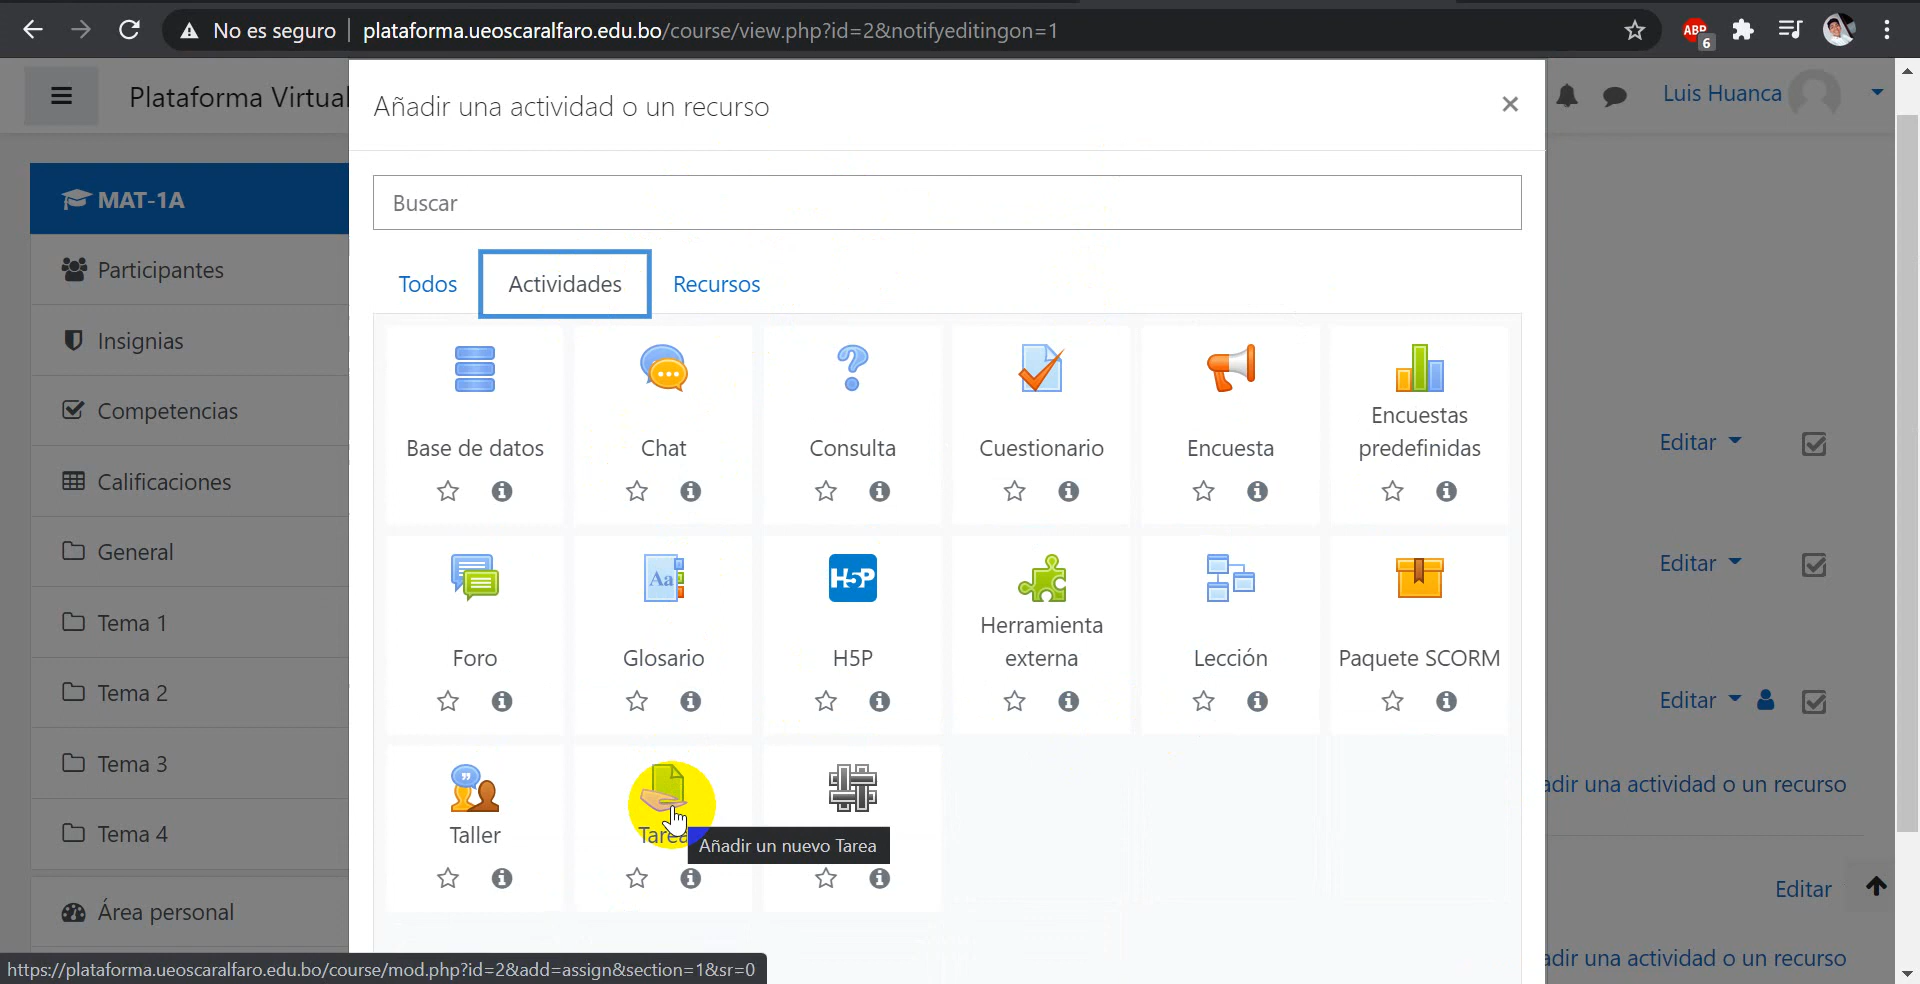 No es seguro
plataforma.ueoscaralfaro.edu.bo/course/view.php?id=2&notifyeditingon=1
ABP
6
Plataforma Virtual
Añadir una actividad o un recurso
×
Luis Huanca
Buscar
MAT-1A
Participantes
Insignias
Competencias
Calificaciones
General
Tema 1
Tema 2
Tema 3
Tema 4
Área personal
Todos
Actividades
Recursos
Base de datos
Chat
Consulta
Cuestionario
Encuesta
Encuestas
predefinidas
Foro
Glosario
H5P
H5P
Herramienta
externa
Lección
Paquete SCORM
Taller
Tarea
Añadir un nuevo Tarea
Aa
Editar
Editar
Editar
adir una actividad o un recurso
Editar
adir una actividad o un recurso
https://plataforma.ueoscaralfaro.edu.bo/course/mod.php?id=2&add=assign&section=1&sr=0